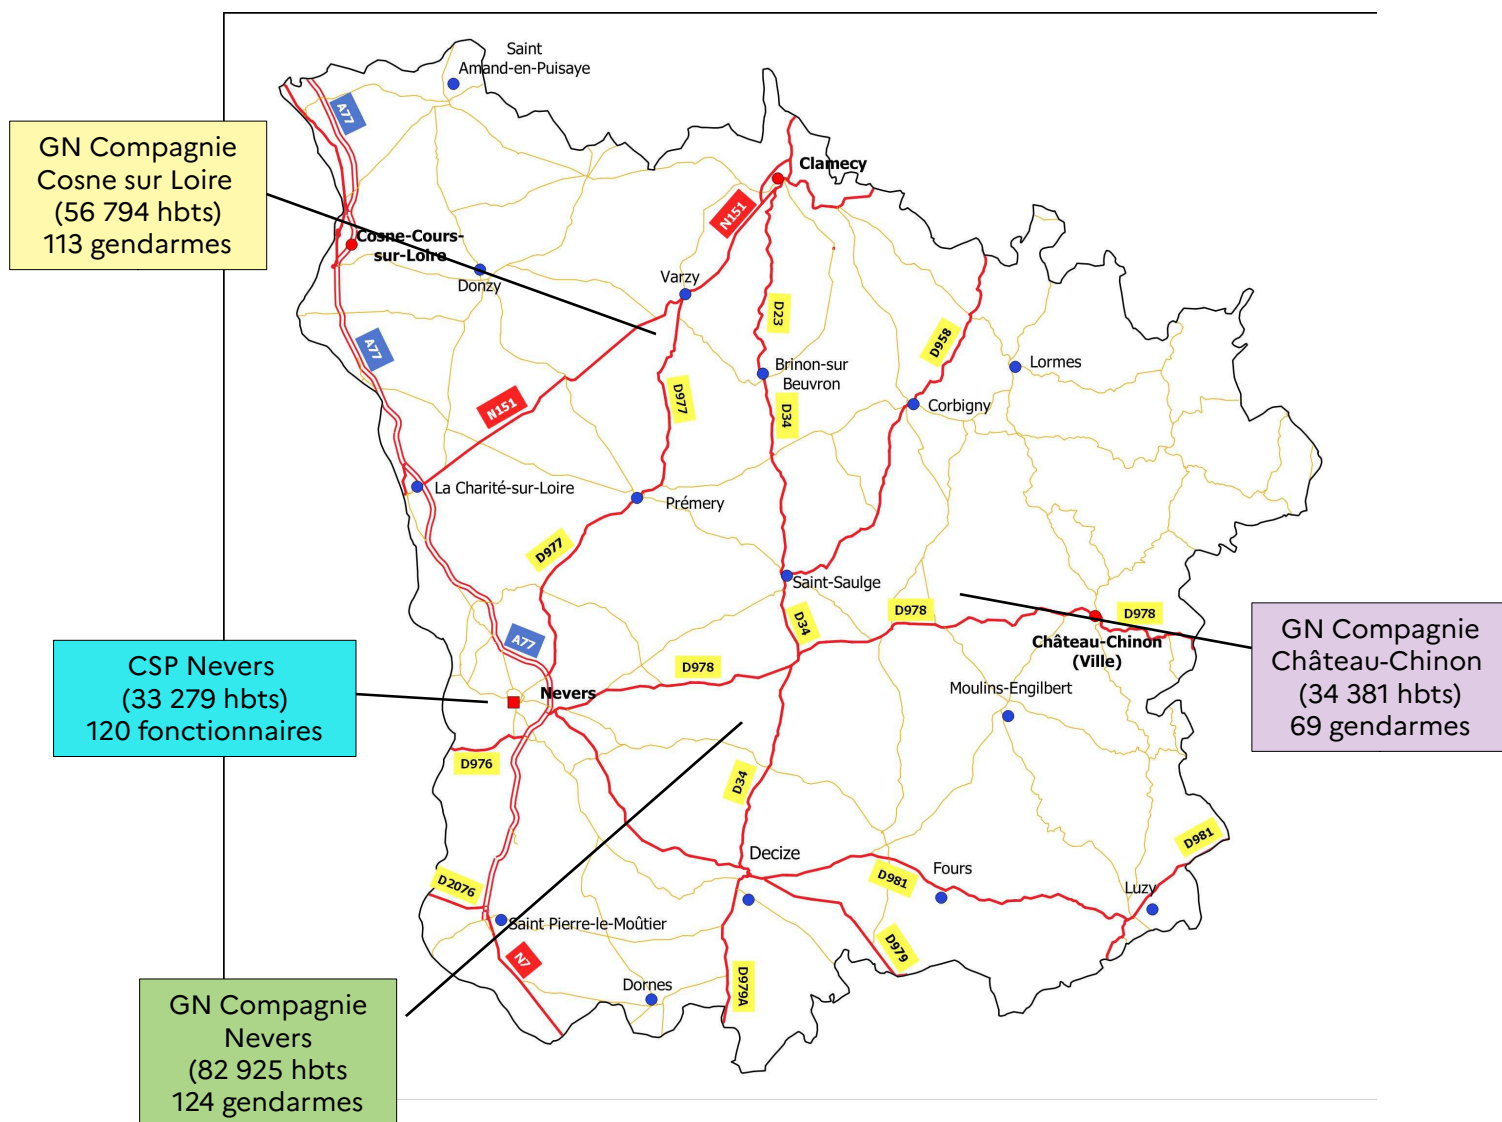 Saint
Amand-en-Puisaye
A77
GN Compagnie
Cosne sur Loire
(56 794 hbts)
113 gendarmes
Clamecy
N151
Cosne-Cours-
sur-Loire
Donzy
Varzy
D23
A77
D958
Brinon-sur
Beuvron
Lormes
N151
D977
D34
Corbigny
La Charité-sur-Loire
Prémery
D977
Saint-Saulge
D34
D978
D978
GN Compagnie
Château-Chinon
(34 381 hbts)
69 gendarmes
A77
Château-Chinon
(Ville)
CSP Nevers
(33 279 hbts)
120 fonctionnaires
D978
Nevers
Moulins-Engilbert
D976
D34
D981
Decize
D981
Fours
D2076
Luzy
Saint Pierre-le-Moûtier
N7
D979
D979A
Dornes
GN Compagnie
Nevers
(82 925 hbts
124 gendarmes